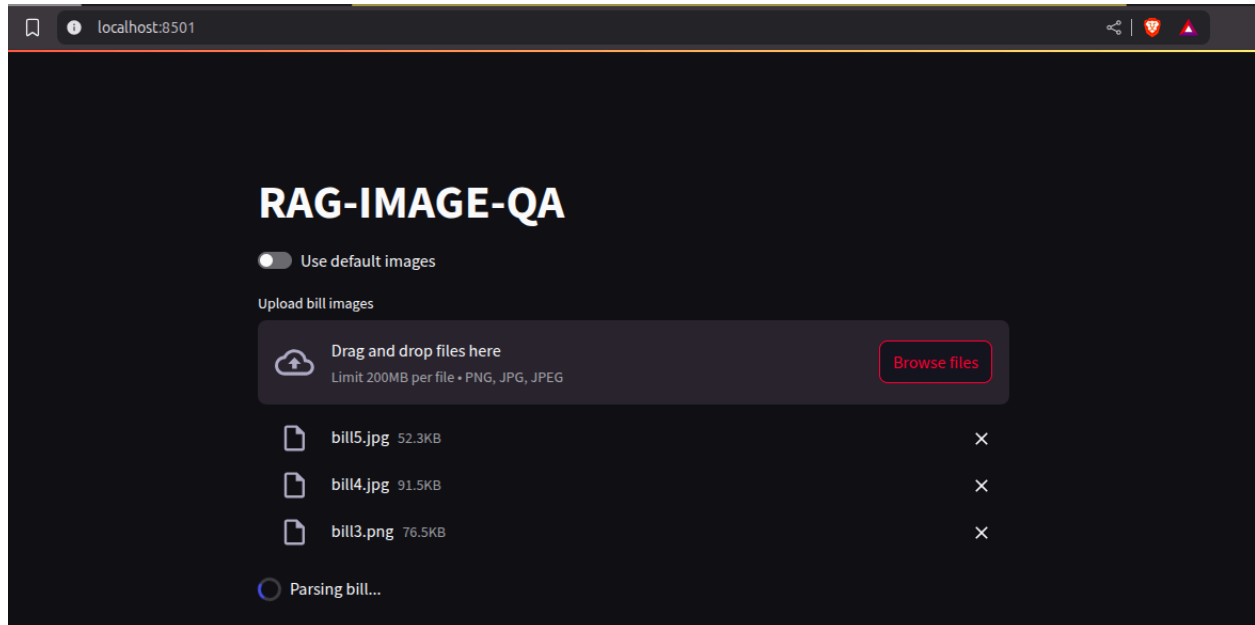 localhost:8501
RAG-IMAGE-QA
Use default images
Upload bill images
Drag and drop files here
Limit 200MB per file • PNG, JPG, JPEG
Browse files
bill5.jpg 52.3KB
bill4.jpg 91.5KB
bill3.png 76.5KB
Parsing bill...